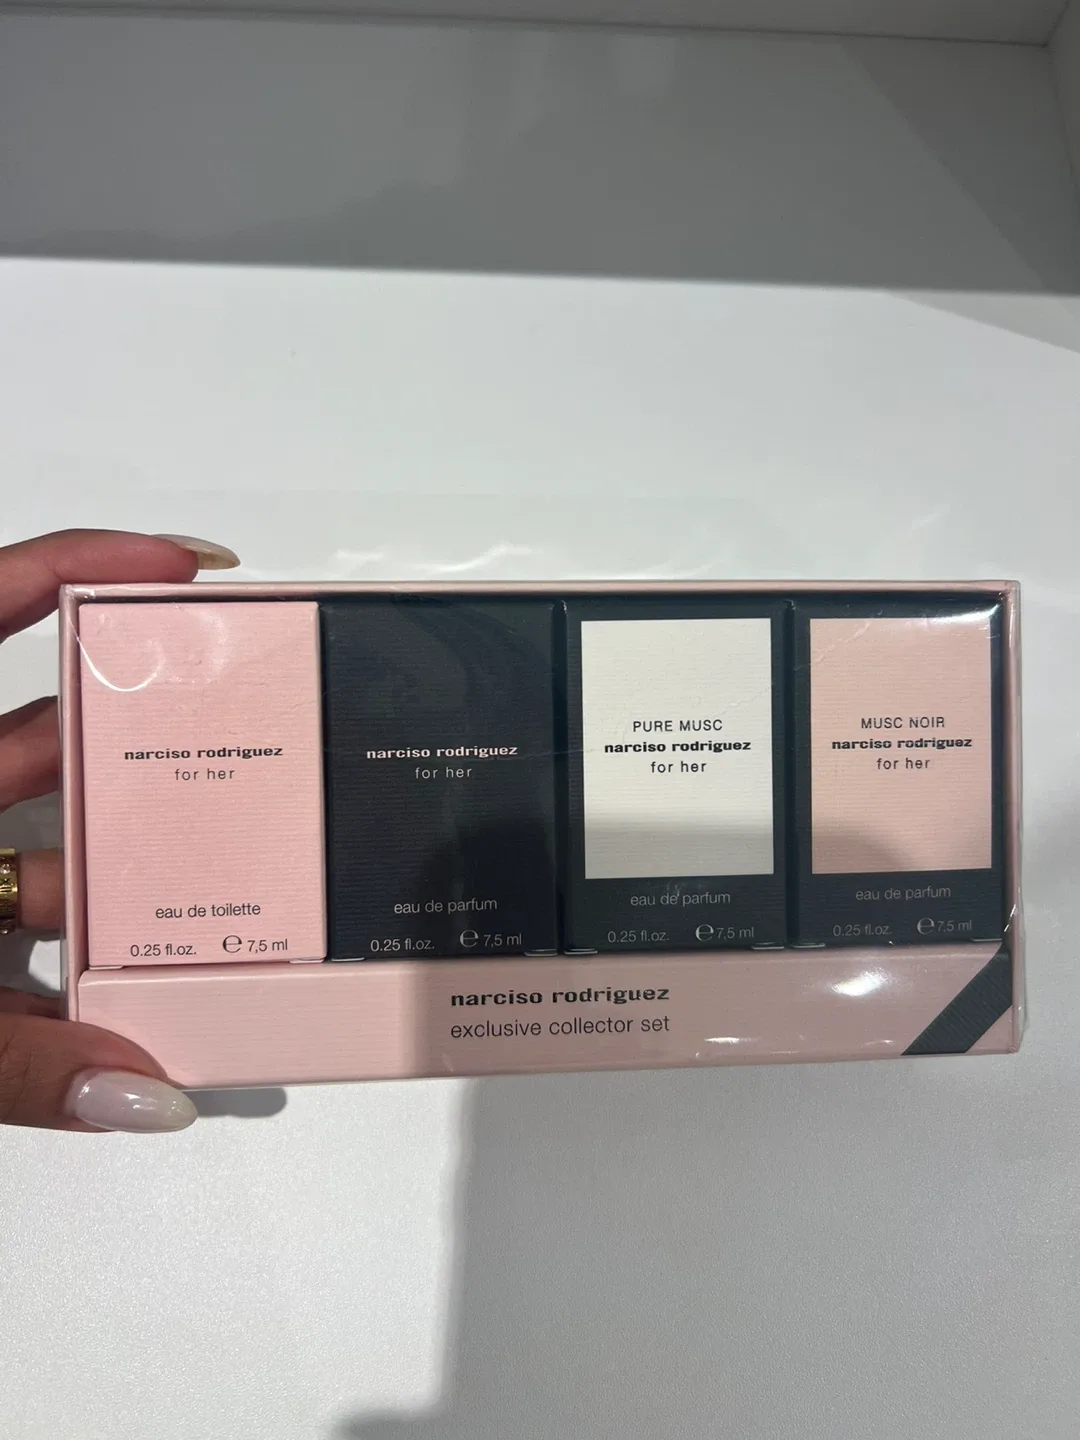 narciso rodriguez
for her
eau de toilette
0.25 fl.oz. ℮ 7,5 ml
narciso rodriguez
for her
eau de parfum
0.25 fl.oz. ℮ 7,5 ml
PURE MUSC
narciso rodriguez
for her
eau de parfum
0.25 fl.oz. ℮ 7,5 ml
MUSC NOIR
narciso rodriguez
for her
eau de parfum
0.25 fl.oz. ℮ 7,5 ml
narciso rodriguez
exclusive collector set